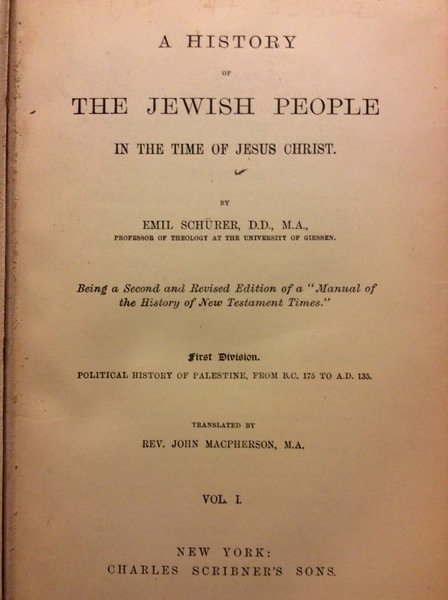 A HISTORY
OF
THE JEWISH PEOPLE
IN THE TIME OF JESUS CHRIST.
BY
EMIL SCHÜRER, D.D., M.A.,
PROFESSOR OF THEOLOGY AT THE UNIVERSITY OF GIESSEN.
Being a Second and Revised Edition of a "Manual of
the History of New Testament Times."
First Division.
POLITICAL HISTORY OF PALESTINE, FROM B.C. 175 TO A.D. 135.
TRANSLATED BY
REV. JOHN MACPHERSON, M.A.
VOL. I.
NEW YORK:
CHARLES SCRIBNER'S SONS.